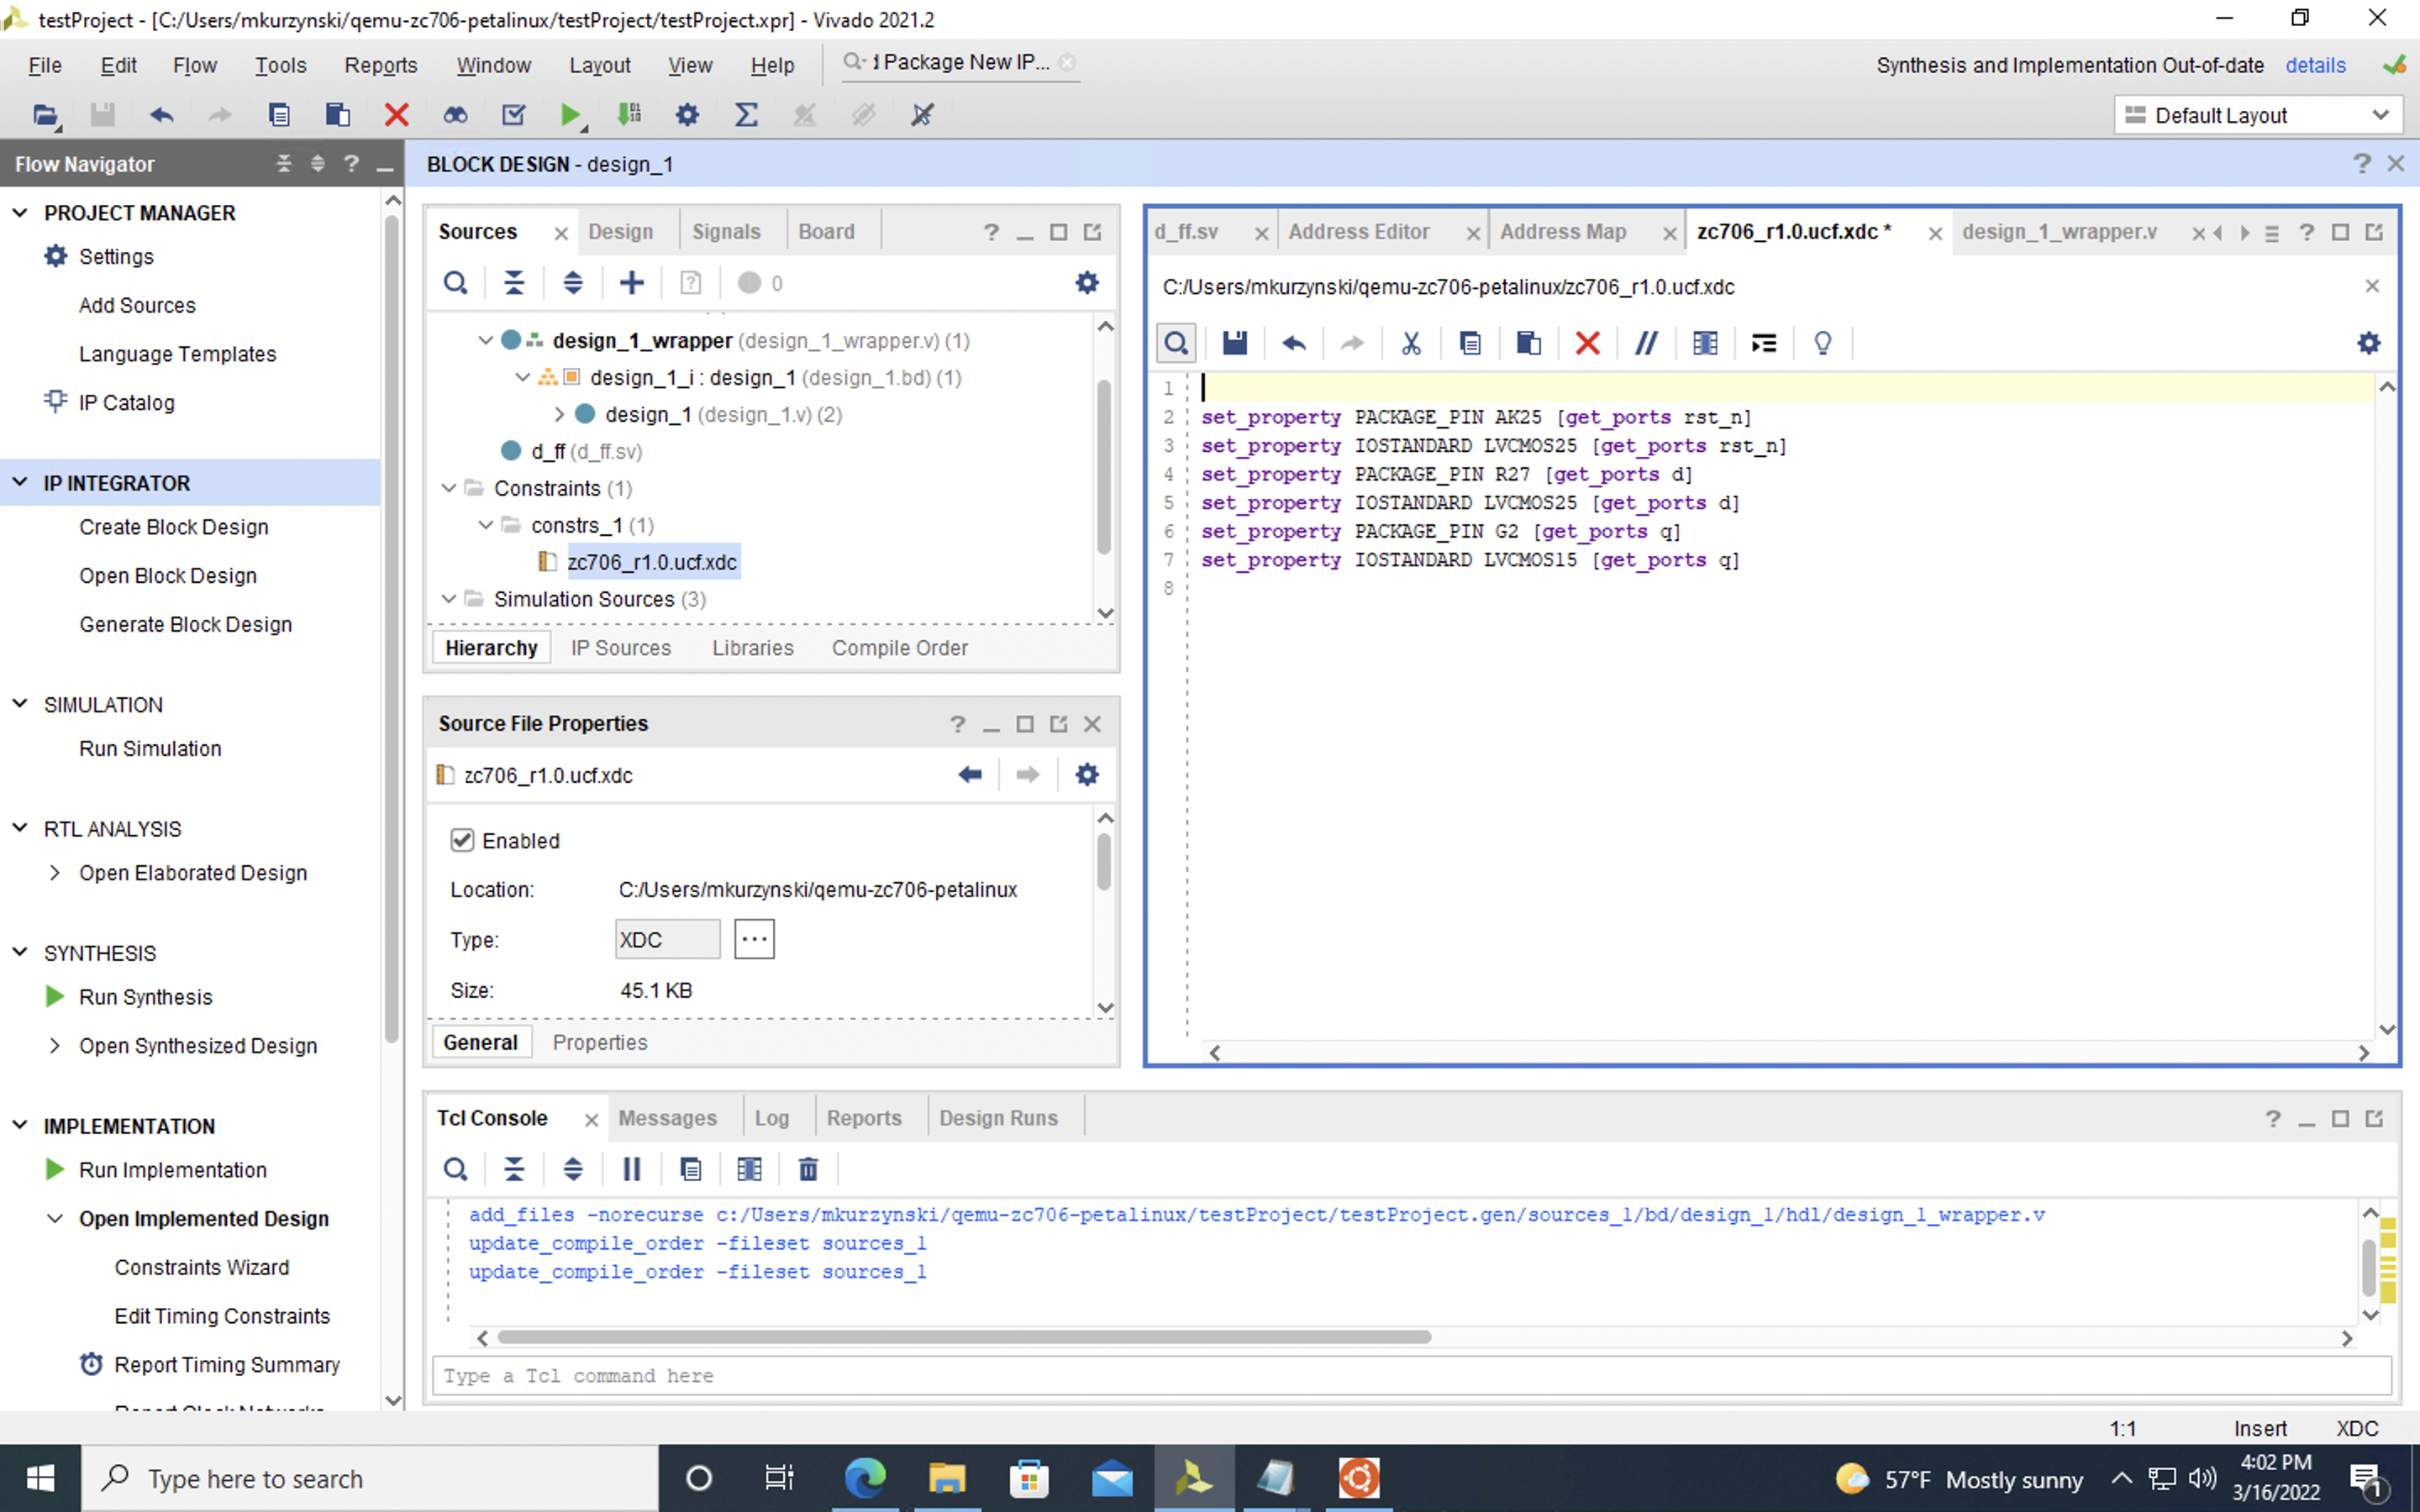 testProject - [C:/Users/mkurzynski/qemu-zc706-petalinux/testProject/testProject.xpr] - Vivado 2021.2
File Edit Flow Tools Reports Window Layout View Help Package New IP...
Synthesis and Implementation Out-of-date details
Default Layout
Flow Navigator
BLOCK DESIGN - design_1
PROJECT MANAGER
Settings
Add Sources
Language Templates
IP Catalog
IP INTEGRATOR
Create Block Design
Open Block Design
Generate Block Design
SIMULATION
Run Simulation
RTL ANALYSIS
Open Elaborated Design
SYNTHESIS
Run Synthesis
Open Synthesized Design
IMPLEMENTATION
Run Implementation
Open Implemented Design
Constraints Wizard
Edit Timing Constraints
Report Timing Summary
Sources Design Signals Board
0
design_1_wrapper (design_1_wrapper.v) (1)
design_1_i : design_1 (design_1.bd) (1)
design_1 (design_1.v) (2)
d_ff (d_ff.sv)
Constraints (1)
constrs_1 (1)
zc706_r1.0.ucf.xdc
Simulation Sources (3)
Hierarchy IP Sources Libraries Compile Order
Source File Properties
zc706_r1.0.ucf.xdc
Enabled
Location: C:/Users/mkurzynski/qemu-zc706-petalinux
Type: XDC ...
Size: 45.1 KB
General Properties
d_ff.sv Address Editor Address Map zc706_r1.0.ucf.xdc * design_1_wrapper.v
C:/Users/mkurzynski/qemu-zc706-petalinux/zc706_r1.0.ucf.xdc
1
2 set_property PACKAGE_PIN AK25 [get_ports rst_n]
3 set_property IOSTANDARD LVCMOS25 [get_ports rst_n]
4 set_property PACKAGE_PIN R27 [get_ports d]
5 set_property IOSTANDARD LVCMOS25 [get_ports d]
6 set_property PACKAGE_PIN G2 [get_ports q]
7 set_property IOSTANDARD LVCMOS15 [get_ports q]
8
Tcl Console Messages Log Reports Design Runs
add_files -norecurse c:/Users/mkurzynski/qemu-zc706-petalinux/testProject/testProject.gen/sources_1/bd/design_1/hdl/design_1_wrapper.v
update_compile_order -fileset sources_1
update_compile_order -fileset sources_1
Type a Tcl command here
1:1 Insert XDC
Type here to search
57°F Mostly sunny
4:02 PM
3/16/2022
1